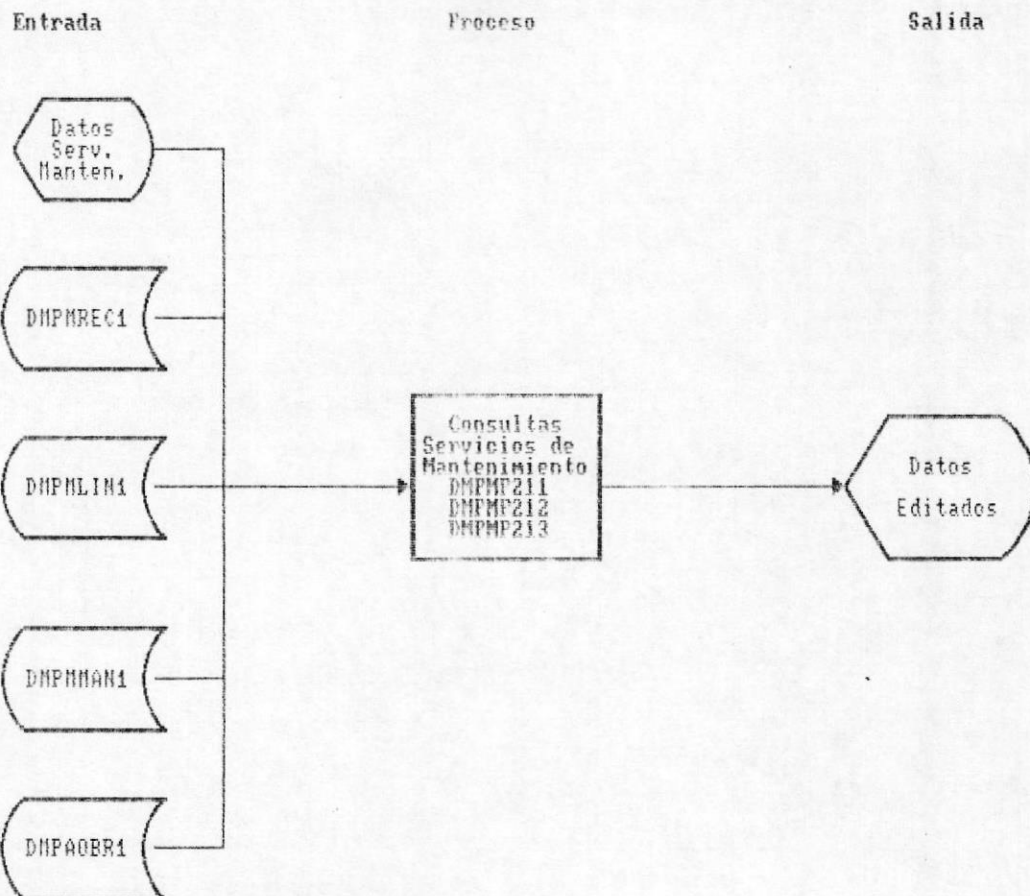 Entrada Proceso Salida
Datos
Serv.
Manten.
DMPMREC1
DMPMLIN1
DMPMMAN1
DMPAOBR1
Consultas
Servicios de
Mantenimiento
DMPMP211
DMPMP212
DMPMP213
Datos
Editados